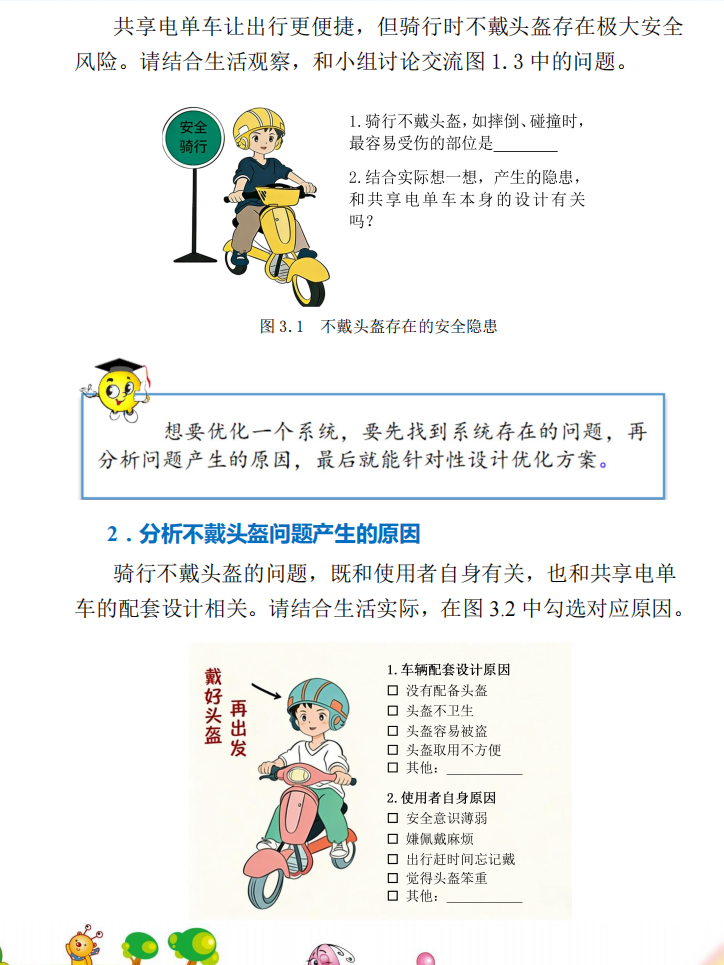 共享电单车让出行更便捷，但骑行时不戴头盔存在极大安全
风险。请结合生活观察，和小组讨论交流图 1.3 中的问题。
安全
骑行
1.骑行不戴头盔，如摔倒、碰撞时，
最容易受伤的部位是________
2.结合实际想一想，产生的隐患，
和共享电单车本身的设计有关
吗？
图 3.1 不戴头盔存在的安全隐患
想要优化一个系统，要先找到系统存在的问题，再
分析问题产生的原因，最后就能针对性设计优化方案。
2．分析不戴头盔问题产生的原因
骑行不戴头盔的问题，既和使用者自身有关，也和共享电单
车的配套设计相关。请结合生活实际，在图 3.2 中勾选对应原因。
戴好头盔
再出发
1.车辆配套设计原因
□ 没有配备头盔
□ 头盔不卫生
□ 头盔容易被盗
□ 头盔取用不方便
□ 其他：__________
2.使用者自身原因
□ 安全意识薄弱
□ 嫌佩戴麻烦
□ 出行赶时间忘记戴
□ 觉得头盔笨重
□ 其他：__________